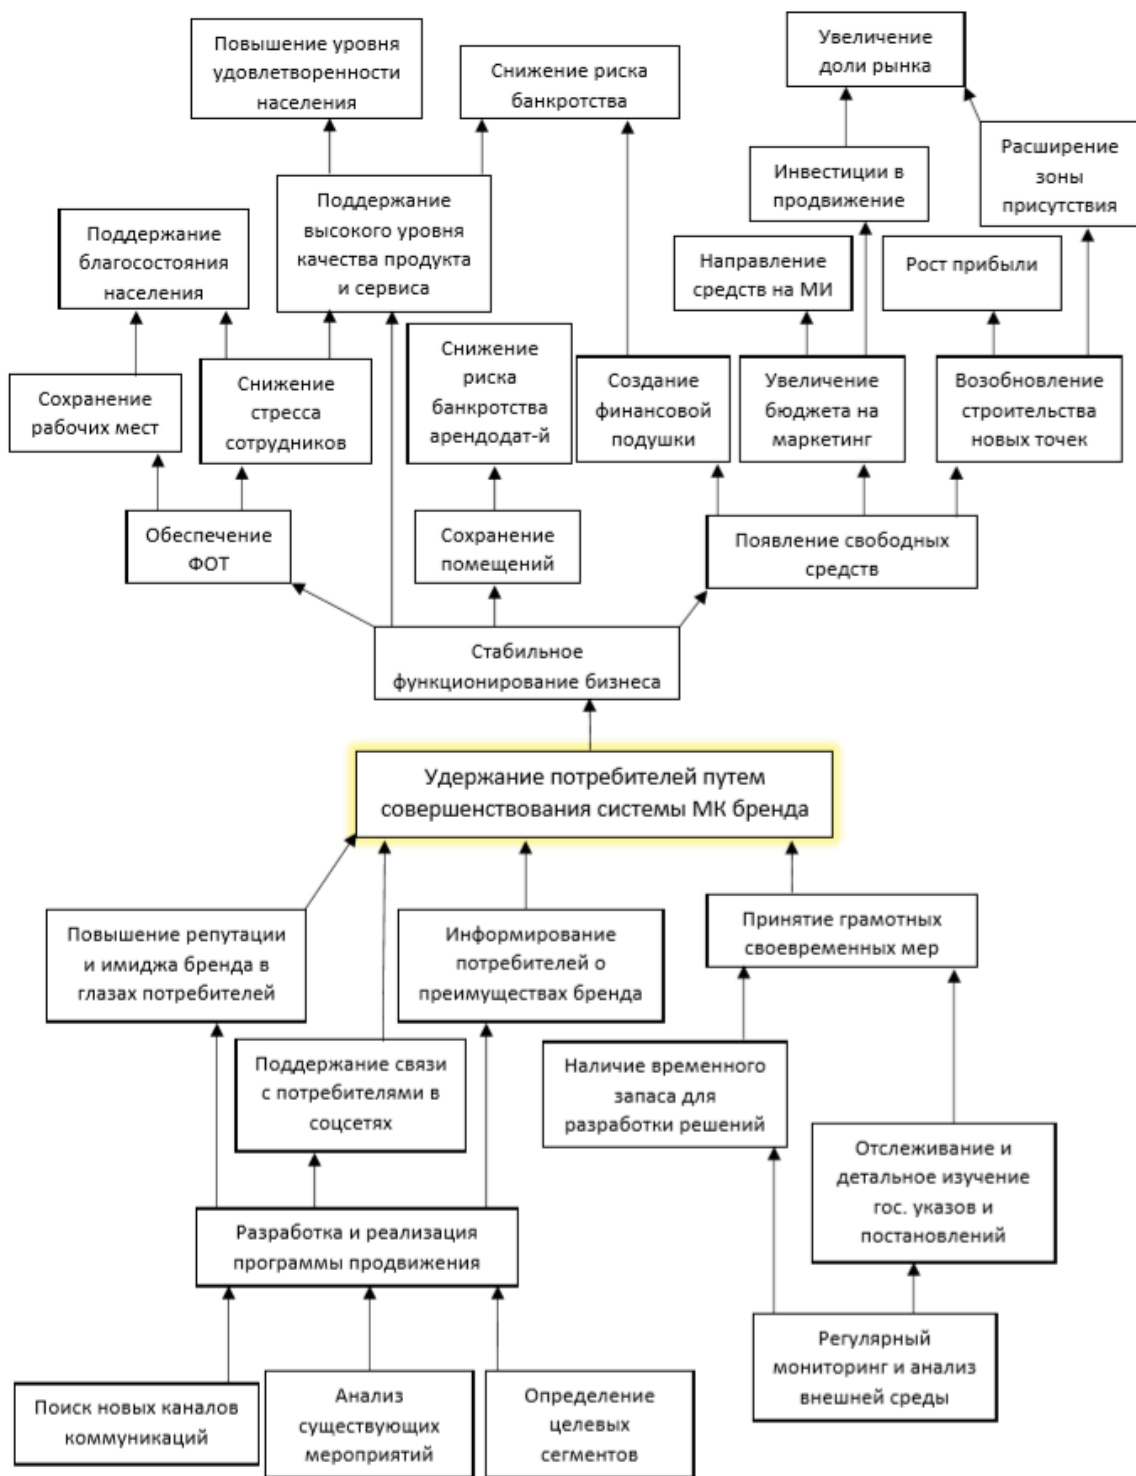 Повышение уровня
удовлетворенности
населения
Снижение риска
банкротства
Увеличение
доли рынка
Расширение
зоны
присутствия
Инвестиции в
продвижение
Поддержание
высокого уровня
качества продукта
и сервиса
Поддержание
благосостояния
населения
Направление
средств на МИ
Рост прибыли
Снижение
риска
банкротства
арендодат-й
Сохранение
рабочих мест
Снижение
стресса
сотрудников
Создание
финансовой
подушки
Увеличение
бюджета на
маркетинг
Возобновление
строительства
новых точек
Обеспечение
ФОТ
Сохранение
помещений
Появление свободных
средств
Стабильное
функционирование бизнеса
Удержание потребителей путем
совершенствования системы МК бренда
Повышение репутации
и имиджа бренда в
глазах потребителей
Информирование
потребителей о
преимуществах бренда
Принятие грамотных
своевременных мер
Поддержание связи
с потребителями в
соцсетях
Наличие временного
запаса для
разработки решений
Отслеживание и
детальное изучение
гос. указов и
постановлений
Разработка и реализация
программы продвижения
Регулярный
мониторинг и анализ
внешней среды
Поиск новых каналов
коммуникаций
Анализ
существующих
мероприятий
Определение
целевых
сегментов